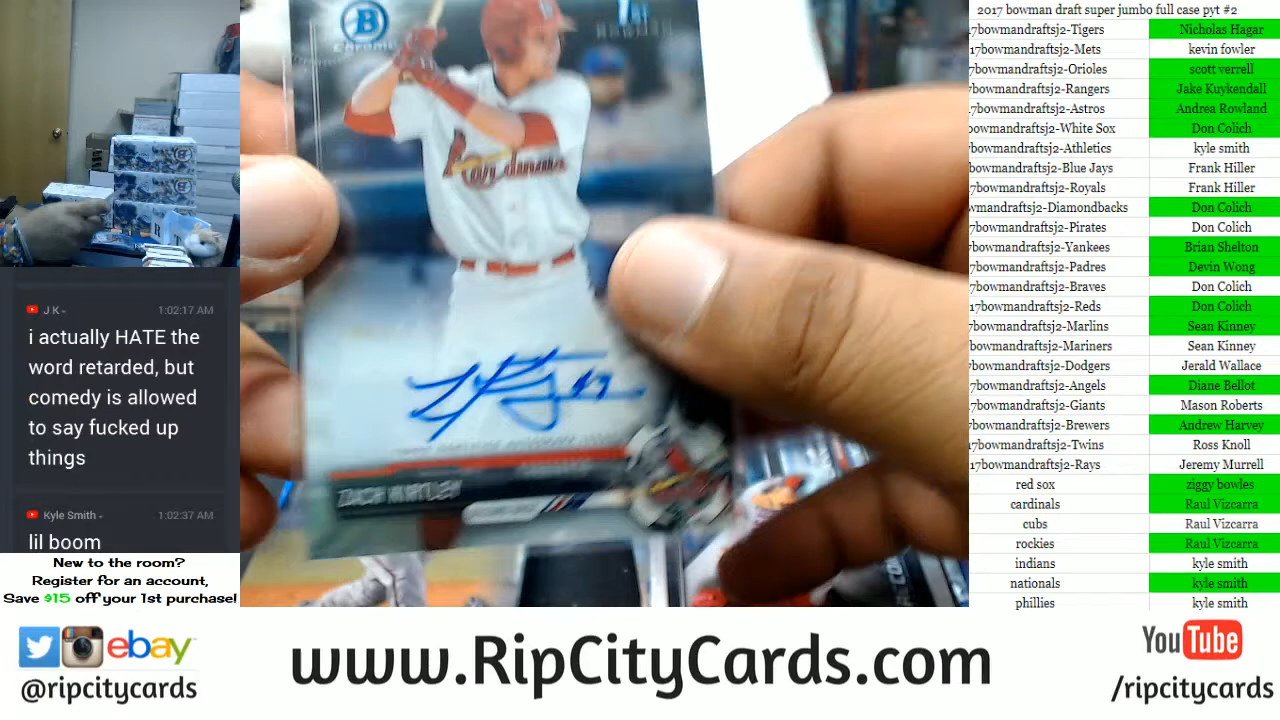 2017 bowman draft super jumbo full case pyt #2
7bowmandraftsj2-Tigers Nicholas Hagar
17bowmandraftsj2-Mets kevin fowler
7bowmandraftsj2-Orioles scott verrell
7bowmandraftsj2-Rangers Jake Kuykendall
7bowmandraftsj2-Astros Andrea Rowland
bowmandraftsj2-White Sox Don Colich
7bowmandraftsj2-Athletics kyle smith
bowmandraftsj2-Blue Jays Frank Hiller
7bowmandraftsj2-Royals Frank Hiller
wmandraftsj2-Diamondbacks Don Colich
7bowmandraftsj2-Pirates Don Colich
7bowmandraftsj2-Yankees Brian Shelton
7bowmandraftsj2-Padres Devin Wong
7bowmandraftsj2-Braves Don Colich
17bowmandraftsj2-Reds Don Colich
7bowmandraftsj2-Marlins Sean Kinney
bowmandraftsj2-Mariners Sean Kinney
7bowmandraftsj2-Dodgers Jerald Wallace
7bowmandraftsj2-Angels Diane Bellot
7bowmandraftsj2-Giants Mason Roberts
7bowmandraftsj2-Brewers Andrew Harvey
17bowmandraftsj2-Twins Ross Knoll
17bowmandraftsj2-Rays Jeremy Murrell
red sox ziggy bowles
cardinals Raul Vizcarra
cubs Raul Vizcarra
rockies Raul Vizcarra
indians kyle smith
nationals kyle smith
phillies kyle smith
B
Chrome
1st
BOWMAN
Cardinals
J K
1:02:17 AM
i actually HATE the
word retarded, but
comedy is allowed
to say fucked up
things
Kyle Smith
1:02:37 AM
lil boom
New to the room?
Register for an account,
Save $15 off your 1st purchase!
ebay
@ripcitycards
www.RipCityCards.com
YouTube
/ripcitycards